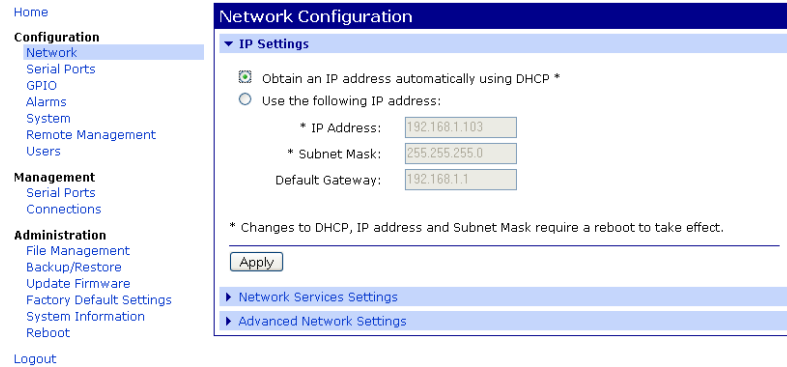 Home
Configuration
Network
Serial Ports
GPIO
Alarms
System
Remote Management
Users
Management
Serial Ports
Connections
Administration
File Management
Backup/Restore
Update Firmware
Factory Default Settings
System Information
Reboot
Logout
Network Configuration
IP Settings
Obtain an IP address automatically using DHCP *
Use the following IP address:
* IP Address: 192.168.1.103
* Subnet Mask: 255.255.255.0
Default Gateway: 192.168.1.1
* Changes to DHCP, IP address and Subnet Mask require a reboot to take effect.
Apply
Network Services Settings
Advanced Network Settings